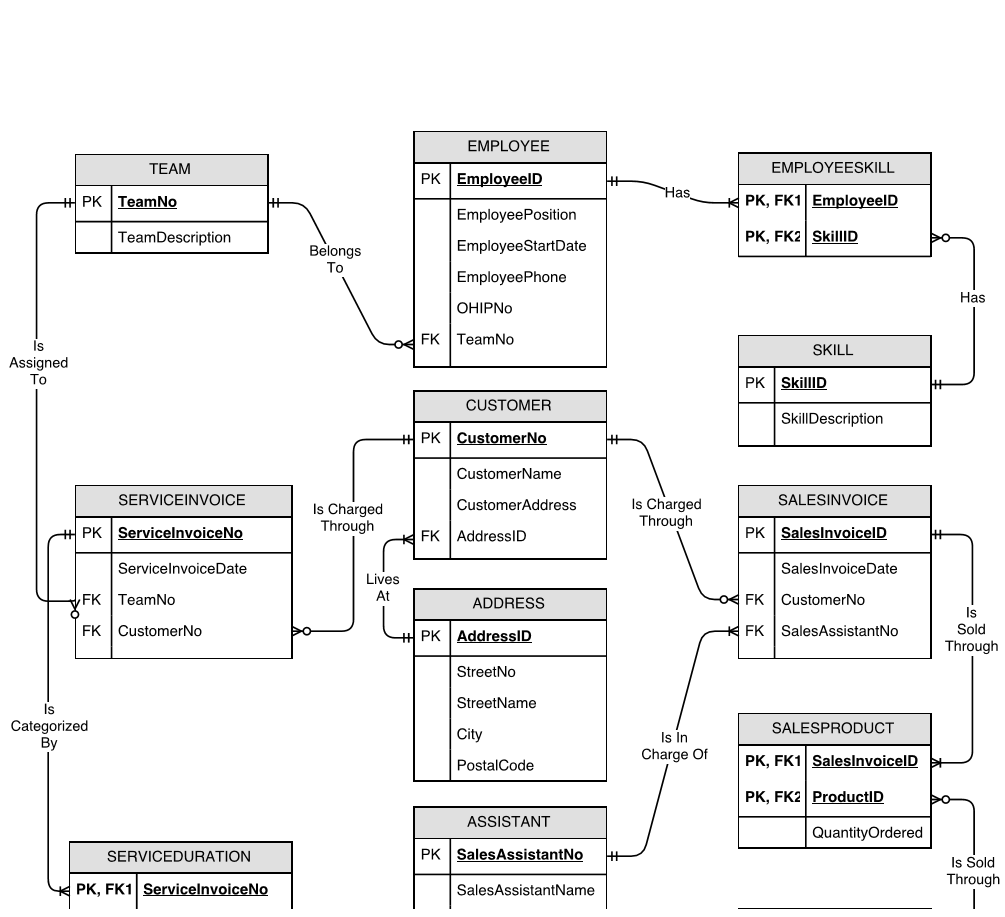 TEAM
PK TeamNo
TeamDescription
EMPLOYEE
PK EmployeeID
EmployeePosition
EmployeeStartDate
EmployeePhone
OHIPNo
FK TeamNo
EMPLOYEESKILL
PK, FK1 EmployeeID
PK, FK2 SkillID
Has
Belongs
To
Has
Is
Assigned
To
SKILL
PK SkillID
SkillDescription
CUSTOMER
PK CustomerNo
CustomerName
CustomerAddress
FK AddressID
SERVICEINVOICE
PK ServiceInvoiceNo
ServiceInvoiceDate
FK TeamNo
FK CustomerNo
Is Charged
Through
Is Charged
Through
SALESINVOICE
PK SalesInvoiceID
SalesInvoiceDate
FK CustomerNo
FK SalesAssistantNo
Lives
At
ADDRESS
PK AddressID
StreetNo
StreetName
City
PostalCode
Is
Sold
Through
Is
Categorized
By
Is In
Charge Of
SALESPRODUCT
PK, FK1 SalesInvoiceID
PK, FK2 ProductID
QuantityOrdered
ASSISTANT
PK SalesAssistantNo
SalesAssistantName
SERVICEDURATION
PK, FK1 ServiceInvoiceNo
Is Sold
Through